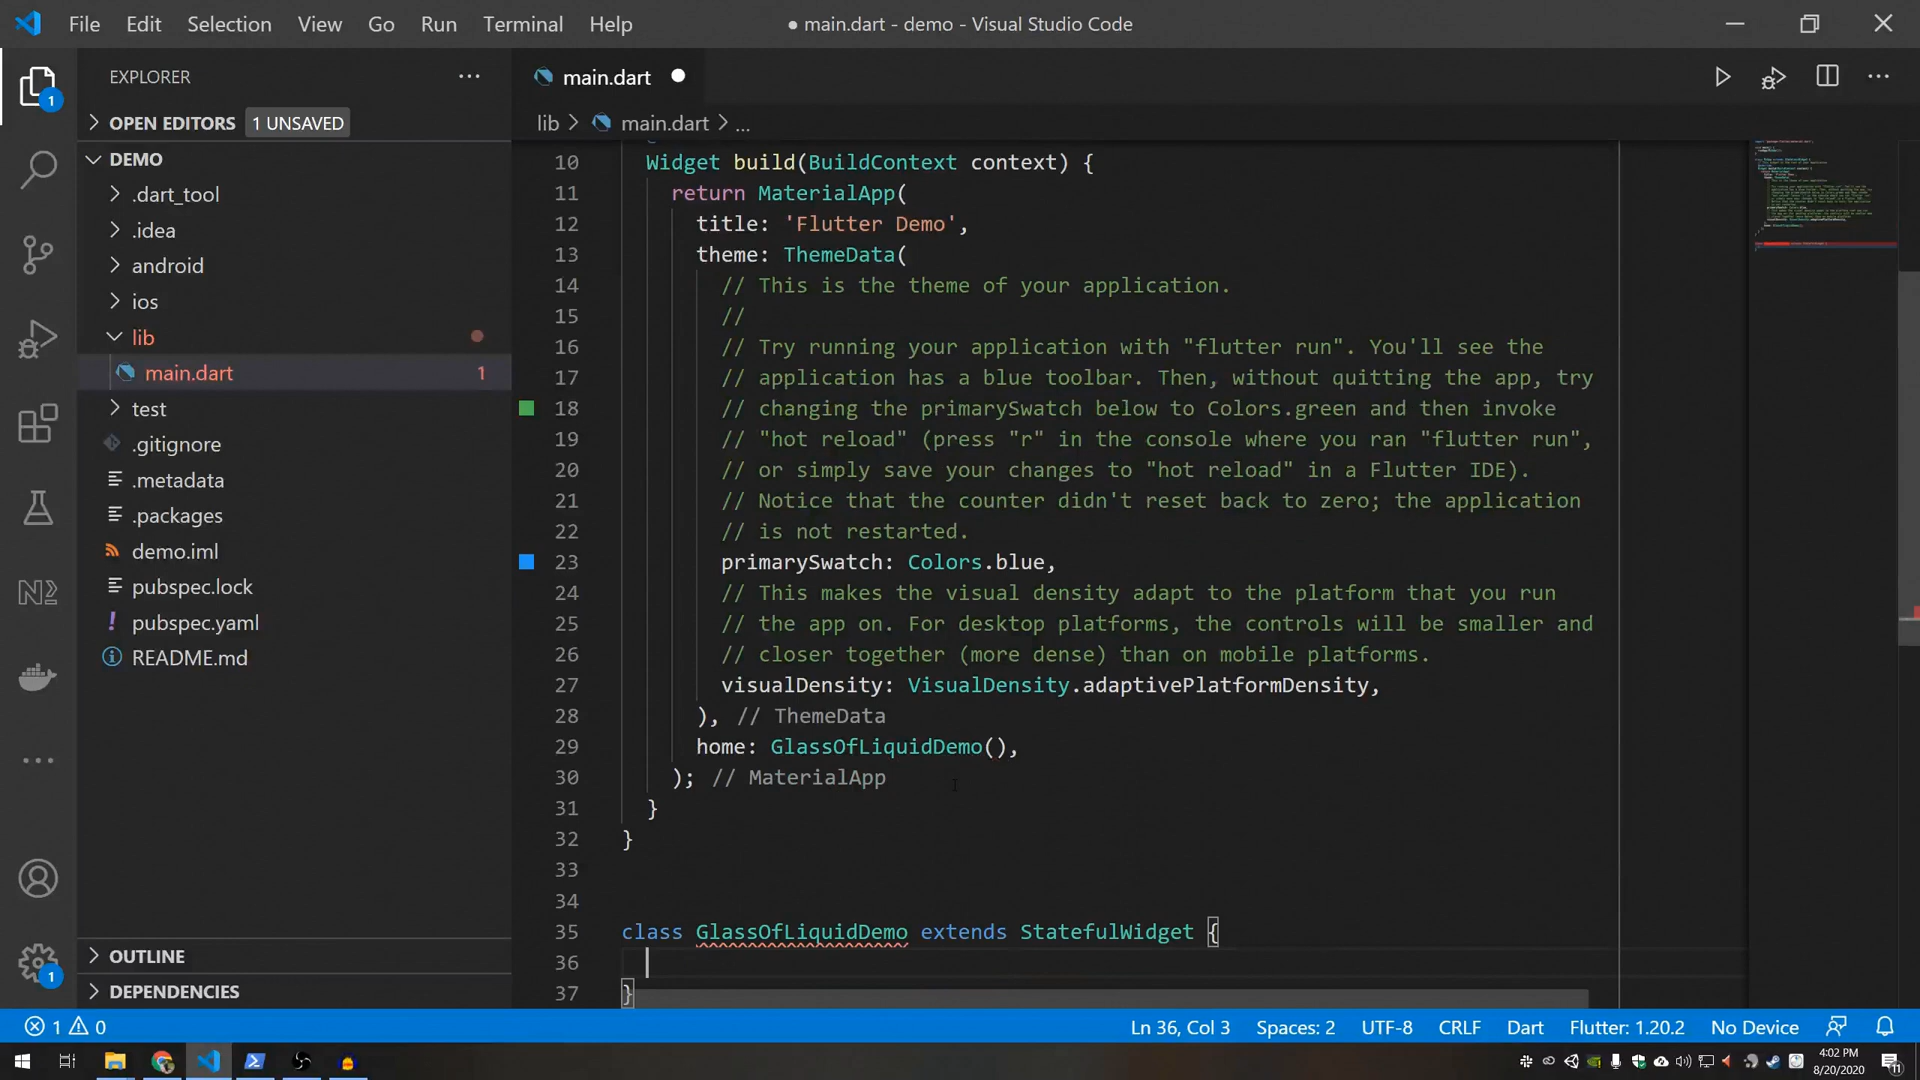 File Edit Selection View Go Run Terminal Help
● main.dart - demo - Visual Studio Code
EXPLORER
OPEN EDITORS 1 UNSAVED
DEMO
.dart_tool
.idea
android
ios
lib
main.dart 1
test
.gitignore
.metadata
.packages
demo.iml
pubspec.lock
pubspec.yaml
README.md
OUTLINE
DEPENDENCIES
1
N
1
main.dart
lib > main.dart > ...
10 Widget build(BuildContext context) {
11 return MaterialApp(
12 title: 'Flutter Demo',
13 theme: ThemeData(
14 // This is the theme of your application.
15 //
16 // Try running your application with "flutter run". You'll see the
17 // application has a blue toolbar. Then, without quitting the app, try
18 // changing the primarySwatch below to Colors.green and then invoke
19 // "hot reload" (press "r" in the console where you ran "flutter run",
20 // or simply save your changes to "hot reload" in a Flutter IDE).
21 // Notice that the counter didn't reset back to zero; the application
22 // is not restarted.
23 primarySwatch: Colors.blue,
24 // This makes the visual density adapt to the platform that you run
25 // the app on. For desktop platforms, the controls will be smaller and
26 // closer together (more dense) than on mobile platforms.
27 visualDensity: VisualDensity.adaptivePlatformDensity,
28 ), // ThemeData
29 home: GlassOfLiquidDemo(),
30 ); // MaterialApp
31 }
32 }
33
34
35 class GlassOfLiquidDemo extends StatefulWidget {
36
37 }
1 0
Ln 36, Col 3 Spaces: 2 UTF-8 CRLF Dart Flutter: 1.20.2 No Device
4:02 PM
8/20/2020
11